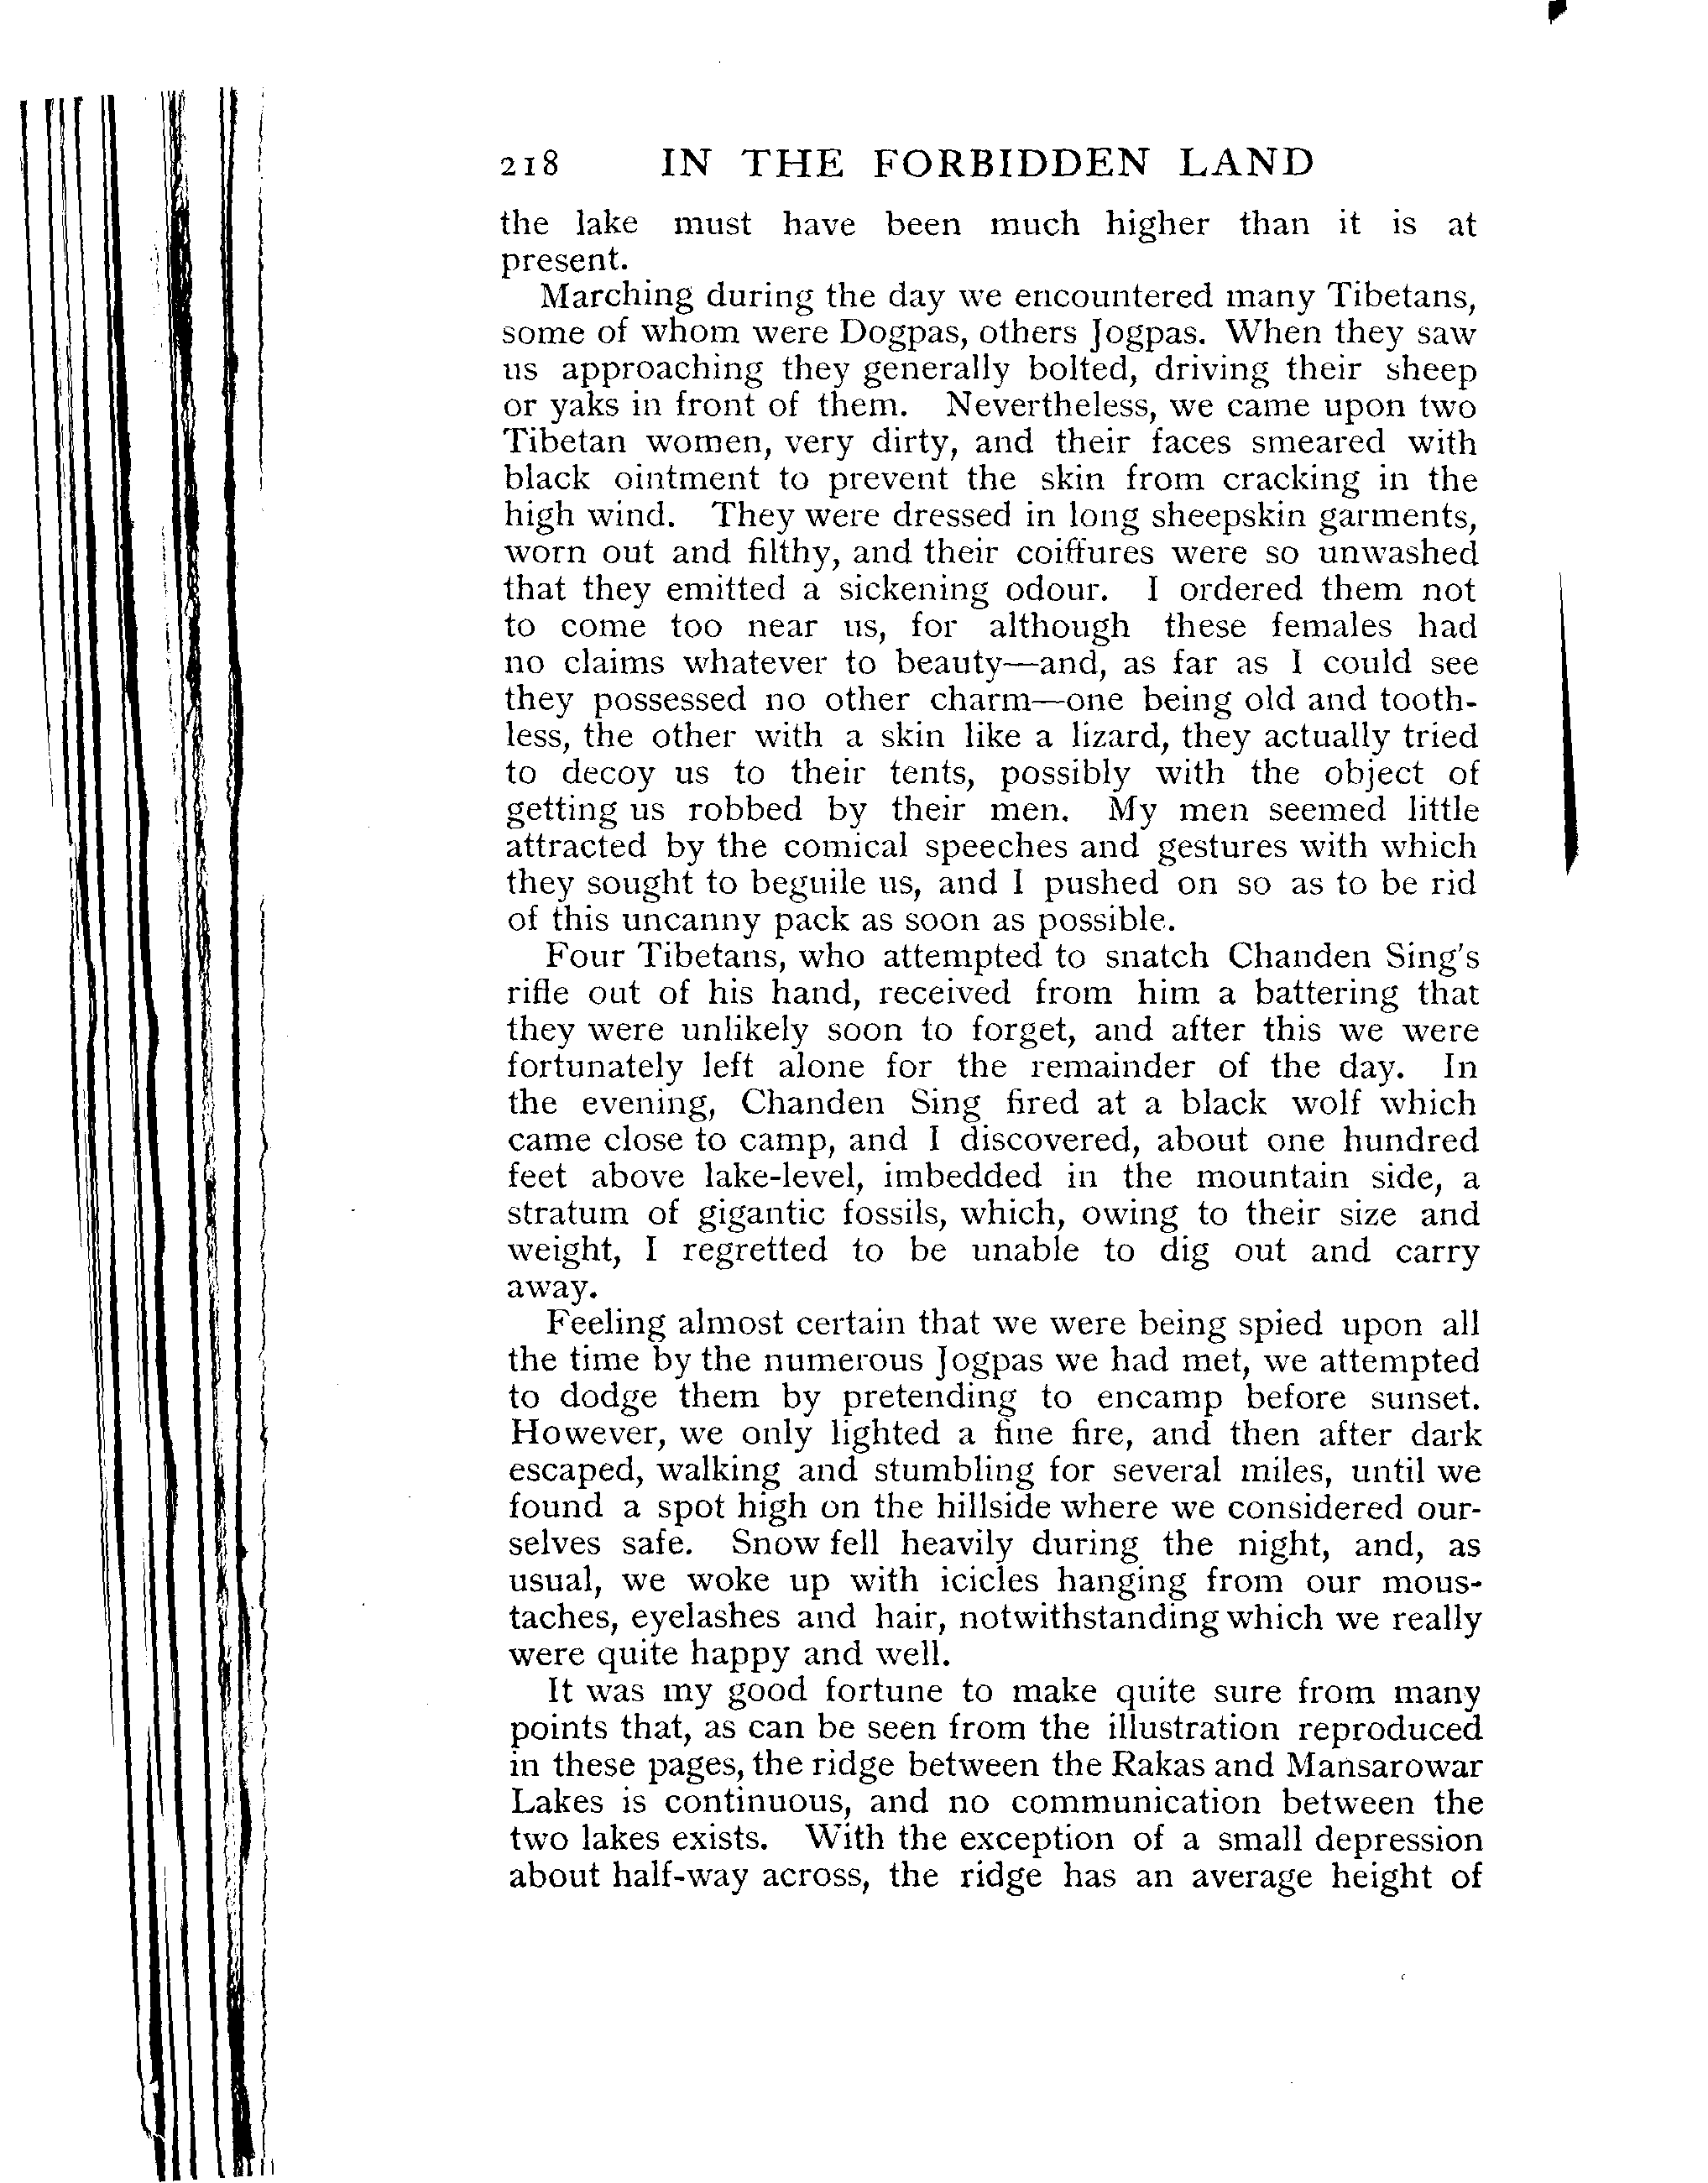 218 IN THE FORBIDDEN LAND
the lake must have been much higher than it is at
present.
Marching during the day we encountered many Tibetans,
some of whom were Dogpas, others Jogpas. When they saw
us approaching they generally bolted, driving their sheep
or yaks in front of them. Nevertheless, we came upon two
Tibetan women, very dirty, and their faces smeared with
black ointment to prevent the skin from cracking in the
high wind. They were dressed in long sheepskin garments,
worn out and filthy, and their coiffures were so unwashed
that they emitted a sickening odour. I ordered them not
to come too near us, for although these females had
no claims whatever to beauty—and, as far as I could see
they possessed no other charm—one being old and tooth-
less, the other with a skin like a lizard, they actually tried
to decoy us to their tents, possibly with the object of
getting us robbed by their men. My men seemed little
attracted by the comical speeches and gestures with which
they sought to beguile us, and I pushed on so as to be rid
of this uncanny pack as soon as possible.
Four Tibetans, who attempted to snatch Chanden Sing's
rifle out of his hand, received from him a battering that
they were unlikely soon to forget, and after this we were
fortunately left alone for the remainder of the day. In
the evening, Chanden Sing fired at a black wolf which
came close to camp, and I discovered, about one hundred
feet above lake-level, imbedded in the mountain side, a
stratum of gigantic fossils, which, owing to their size and
weight, I regretted to be unable to dig out and carry
away.
Feeling almost certain that we were being spied upon all
the time by the numerous Jogpas we had met, we attempted
to dodge them by pretending to encamp before sunset.
However, we only lighted a fine fire, and then after dark
escaped, walking and stumbling for several miles, until we
found a spot high on the hillside where we considered our-
selves safe. Snow fell heavily during the night, and, as
usual, we woke up with icicles hanging from our mous-
taches, eyelashes and hair, notwithstanding which we really
were quite happy and well.
It was my good fortune to make quite sure from many
points that, as can be seen from the illustration reproduced
in these pages, the ridge between the Rakas and Mansarowar
Lakes is continuous, and no communication between the
two lakes exists. With the exception of a small depression
about half-way across, the ridge has an average height of